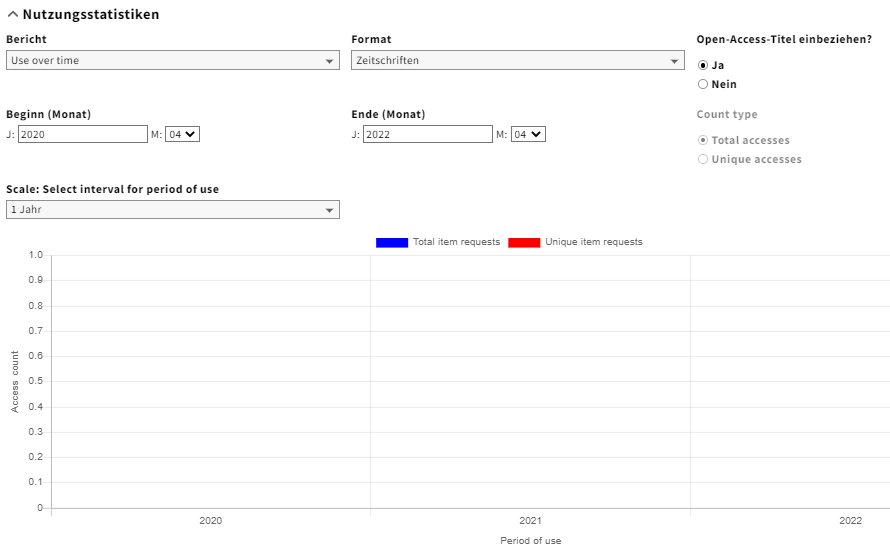 Nutzungsstatistiken
Bericht
Use over time
Format
Zeitschriften
Open-Access-Titel einbeziehen?
Ja
Nein
Beginn (Monat)
J: 2020 M: 04
Ende (Monat)
J: 2022 M: 04
Count type
Total accesses
Unique accesses
Scale: Select interval for period of use
1 Jahr
Total item requests Unique item requests
1.0
0.9
0.8
0.7
0.6
0.5
0.4
0.3
0.2
0.1
0
Access count
2020 2021 2022
Period of use